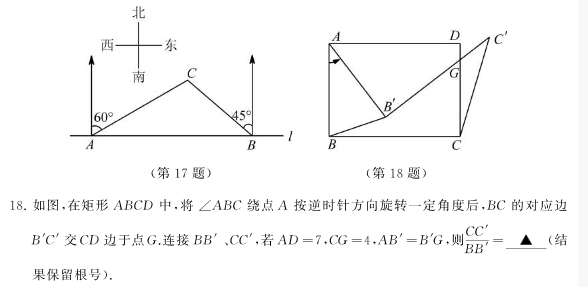 北
西 东
南
60°
C
45°
A B l
(第 17 题)
A D C′
G
B′
B C
(第 18 题)
18. 如图,在矩形 ABCD 中,将 ∠ABC 绕点 A 按逆时针方向旋转一定角度后,BC 的对应边
B′C′ 交 CD 边于点 G.连接 BB′ 、CC′,若 AD=7,CG=4,AB′=B′G,则 CC′/BB′ = ▲ (结
果保留根号).